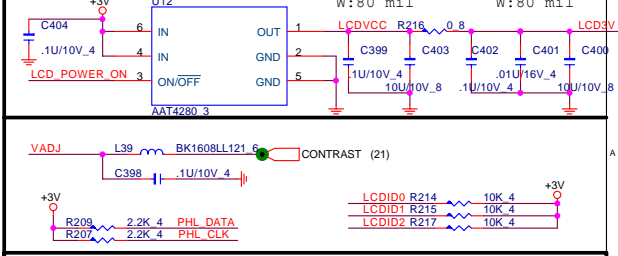 +3V
U12
W:80 mil
W:80 mil
C404
6 IN
OUT 1
LCDVCC
R216
0_8
LCD3V
.1U/10V_4
4 IN
GND 2
C399
C403
C402
C401
C400
LCD_POWER_ON
3 ON/OFF
GND 5
.1U/10V_4
.01U/16V_4
10U/10V_8
.1U/10V_4
10U/10V_8
AAT4280_3
VADJ
L39
BK1608LL121_6
CONTRAST (21)
A
C398
.1U/10V_4
+3V
+3V
R209
2.2K_4
PHL_DATA
R207
2.2K_4
PHL_CLK
LCDID0 R214
10K_4
LCDID1 R215
10K_4
LCDID2 R217
10K_4